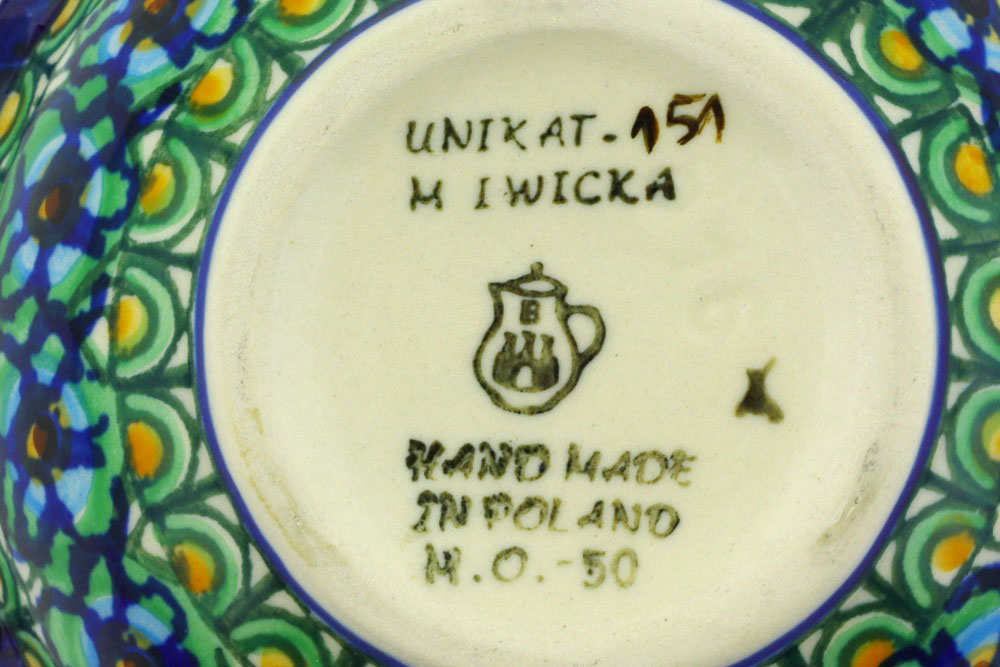 UNIKAT-151
M IWICKA
B
HAND MADE
IN POLAND
M.O.-50